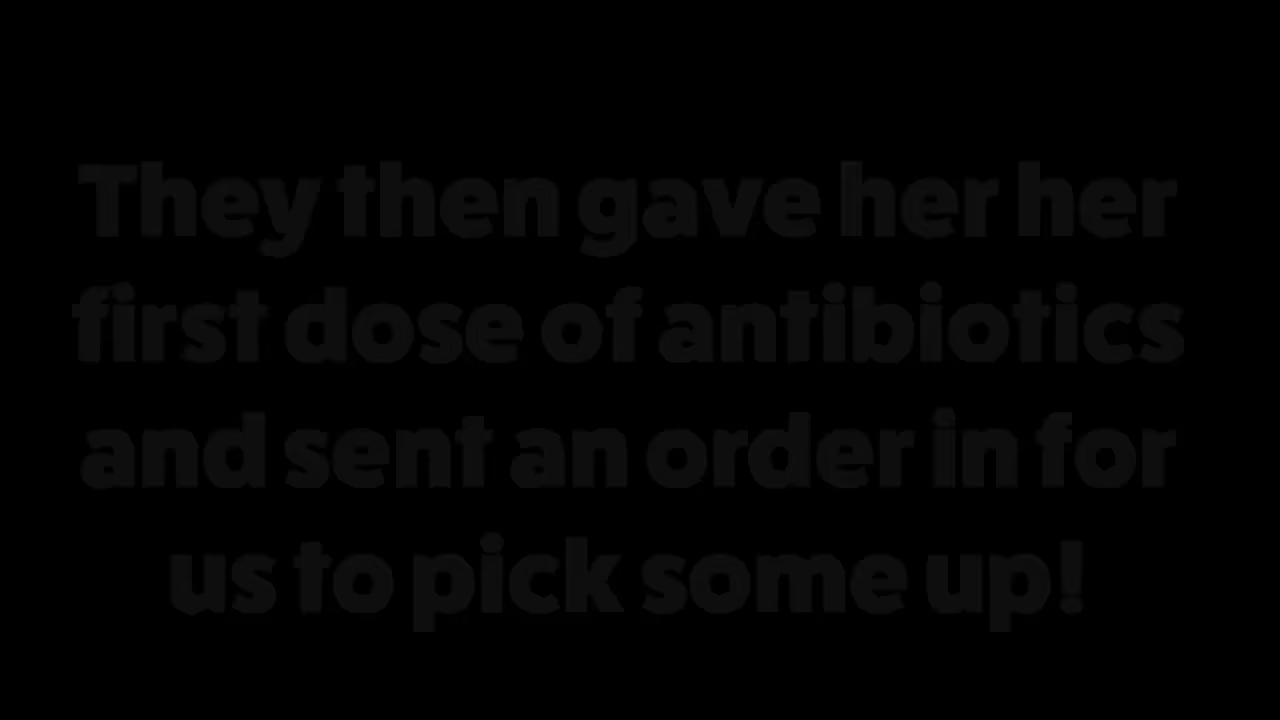 They then gave her her
first dose of antibiotics
and sent an order in for
us to pick some up!